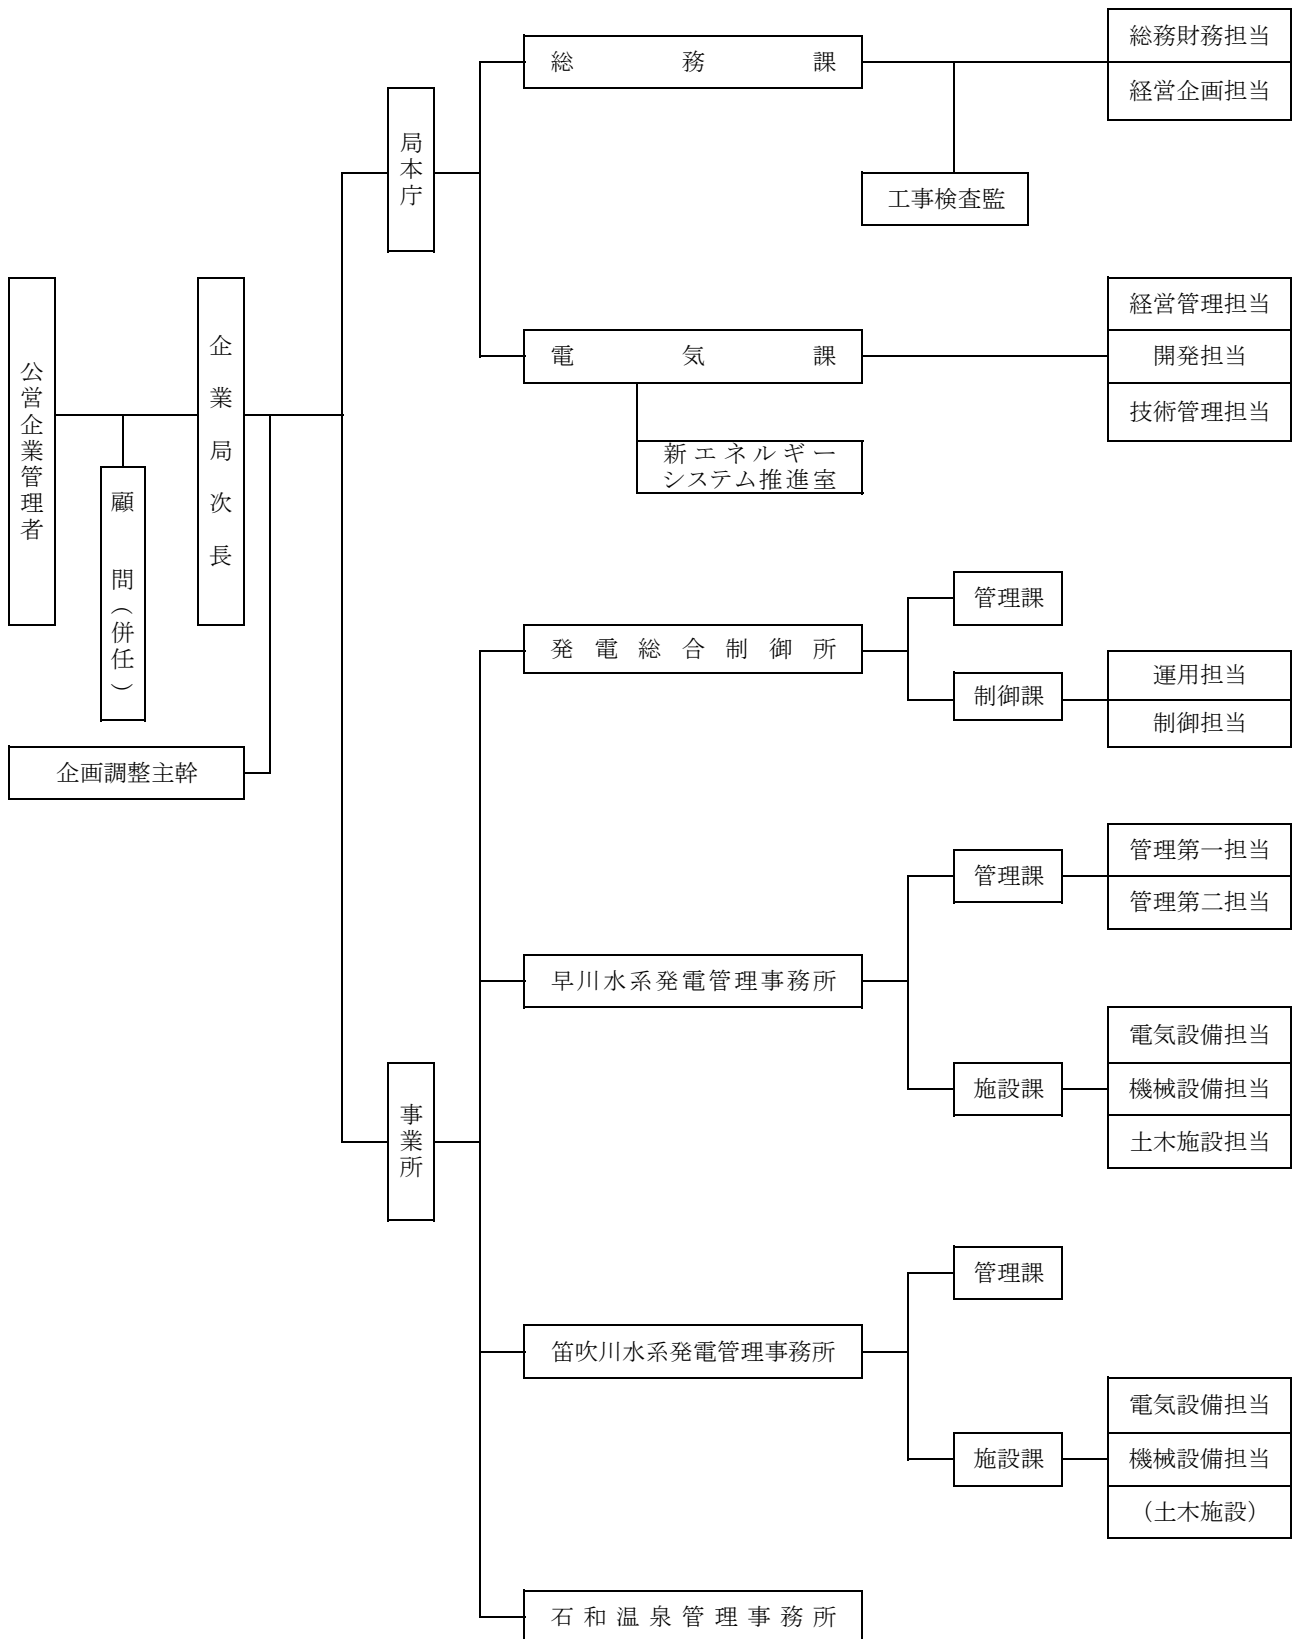 公営企業管理者
顧問（併任）
企業局次長
企画調整主幹
局本庁
総務課
総務財務担当
経営企画担当
工事検査監
電気課
経営管理担当
開発担当
技術管理担当
新エネルギー
システム推進室
事業所
発電総合制御所
管理課
制御課
運用担当
制御担当
早川水系発電管理事務所
管理課
管理第一担当
管理第二担当
施設課
電気設備担当
機械設備担当
土木施設担当
笛吹川水系発電管理事務所
管理課
施設課
電気設備担当
機械設備担当
（土木施設）
石和温泉管理事務所